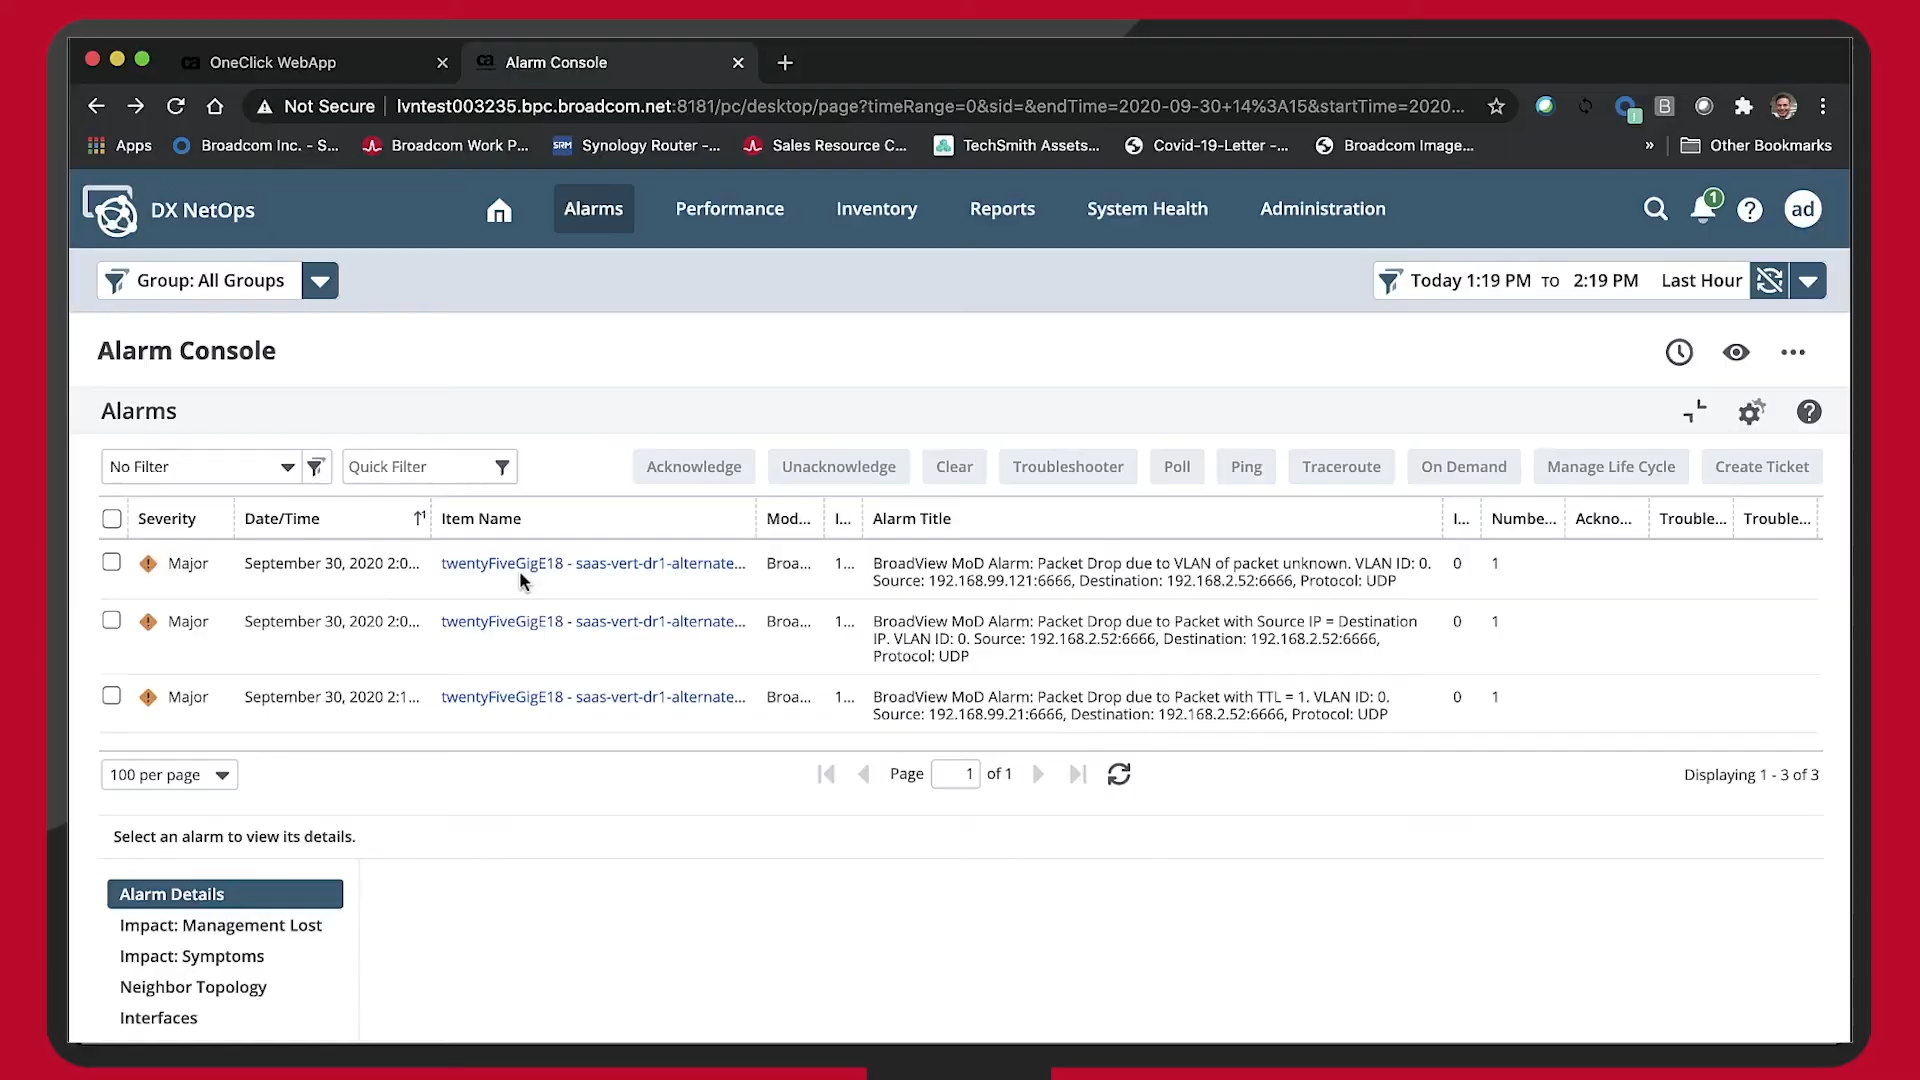 OneClick WebApp
Alarm Console
Not Secure | lvntest003235.bpc.broadcom.net:8181/pc/desktop/page?timeRange=0&sid=&endTime=2020-09-30+14%3A15&startTime=2020...
B
Apps
Broadcom Inc. - S...
Broadcom Work P...
SRM Synology Router -...
Sales Resource C...
TechSmith Assets...
Covid-19-Letter -...
Broadcom Image...
»
Other Bookmarks
DX NetOps
Alarms
Performance
Inventory
Reports
System Health
Administration
1
?
ad
Group: All Groups
Today 1:19 PM TO 2:19 PM Last Hour
Alarm Console
Alarms
?
No Filter
Quick Filter
Acknowledge
Unacknowledge
Clear
Troubleshooter
Poll
Ping
Traceroute
On Demand
Manage Life Cycle
Create Ticket
Severity Date/Time 1 Item Name Mod... I... Alarm Title I... Numbe... Ackno... Trouble... Trouble...
Major September 30, 2020 2:0... twentyFiveGigE18 - saas-vert-dr1-alternate... Broa... 1... BroadView MoD Alarm: Packet Drop due to VLAN of packet unknown. VLAN ID: 0. 0 1
Source: 192.168.99.121:6666, Destination: 192.168.2.52:6666, Protocol: UDP
Major September 30, 2020 2:0... twentyFiveGigE18 - saas-vert-dr1-alternate... Broa... 1... BroadView MoD Alarm: Packet Drop due to Packet with Source IP = Destination 0 1
IP. VLAN ID: 0. Source: 192.168.2.52:6666, Destination: 192.168.2.52:6666,
Protocol: UDP
Major September 30, 2020 2:1... twentyFiveGigE18 - saas-vert-dr1-alternate... Broa... 1... BroadView MoD Alarm: Packet Drop due to Packet with TTL = 1. VLAN ID: 0. 0 1
Source: 192.168.99.21:6666, Destination: 192.168.2.52:6666, Protocol: UDP
100 per page
Page 1 of 1
Displaying 1 - 3 of 3
Select an alarm to view its details.
Alarm Details
Impact: Management Lost
Impact: Symptoms
Neighbor Topology
Interfaces